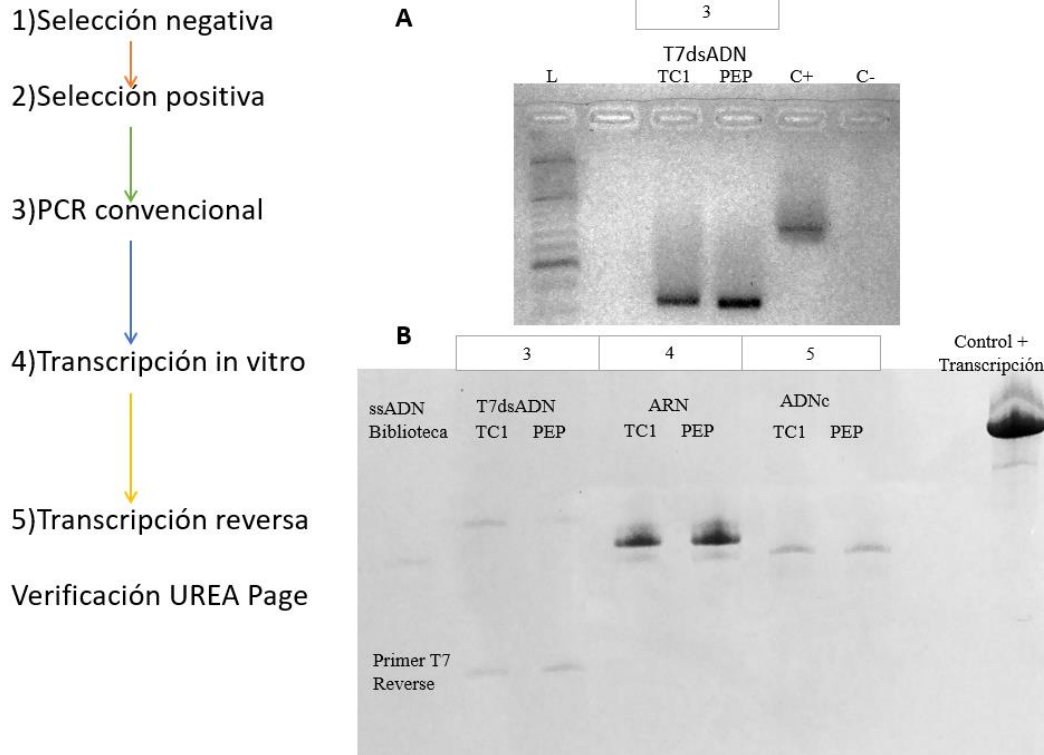 1)Selección negativa
2)Selección positiva
3)PCR convencional
4)Transcripción in vitro
5)Transcripción reversa
Verificación UREA Page
A
3
T7dsADN
L TC1 PEP C+ C-
B
3 4 5
Control +
Transcripción
ssADN
Biblioteca
T7dsADN
TC1 PEP
ARN
TC1 PEP
ADNc
TC1 PEP
Primer T7
Reverse